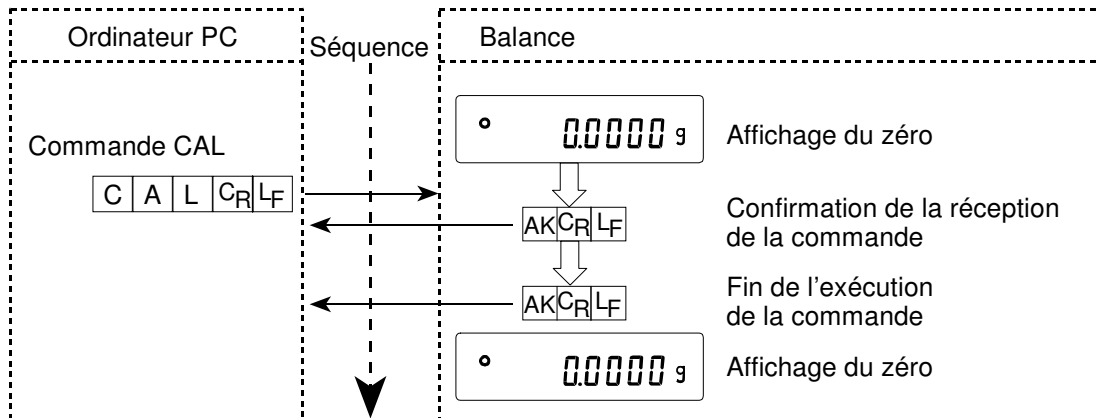 Ordinateur PC
Séquence
Balance
0.0000 g
Affichage du zéro
Commande CAL
C A L CR LF
AK CR LF
Confirmation de la réception
de la commande
AK CR LF
Fin de l'exécution
de la commande
0.0000 g
Affichage du zéro